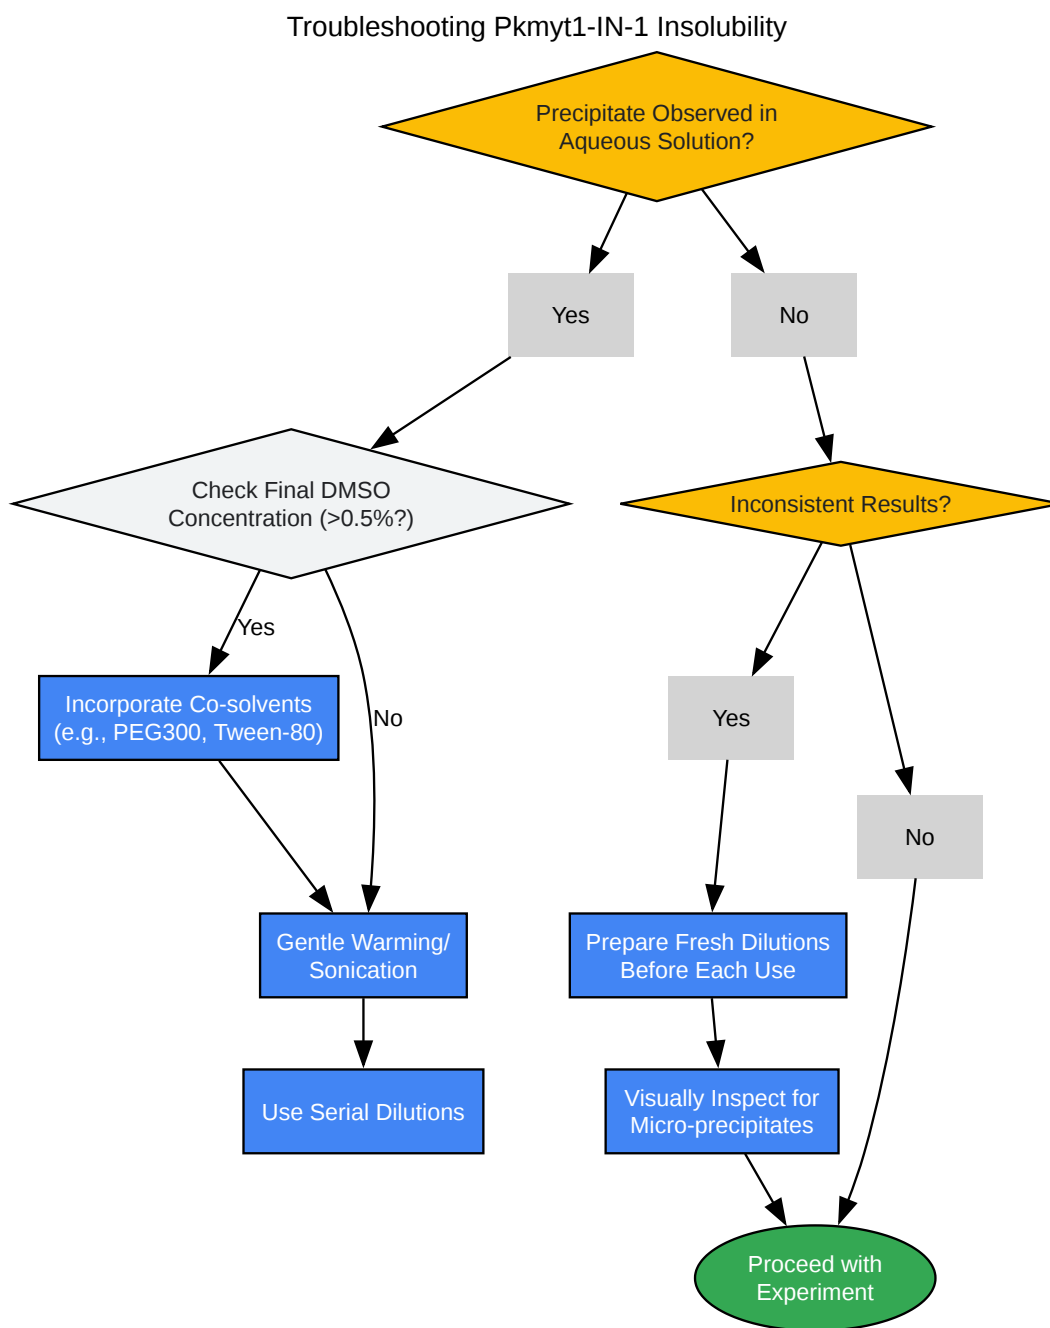 Troubleshooting Pkmyt1-IN-1 Insolubility
Precipitate Observed in
Aqueous Solution?
Yes
No
Check Final DMSO
Concentration (>0.5%?)
Inconsistent Results?
Yes
Incorporate Co-solvents
(e.g., PEG300, Tween-80)
No
Yes
No
Gentle Warming/
Sonication
Prepare Fresh Dilutions
Before Each Use
Use Serial Dilutions
Visually Inspect for
Micro-precipitates
Proceed with
Experiment